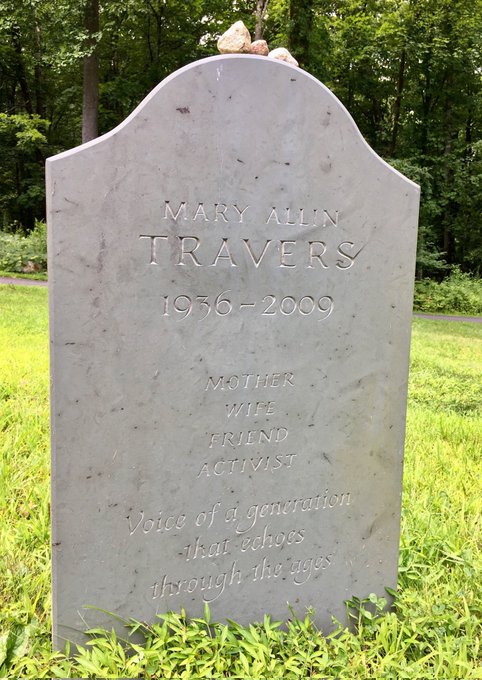 MARY ALLIN
TRAVERS
1936 – 2009
MOTHER
WIFE
FRIEND
ACTIVIST
Voice of a generation
that echoes
through the ages